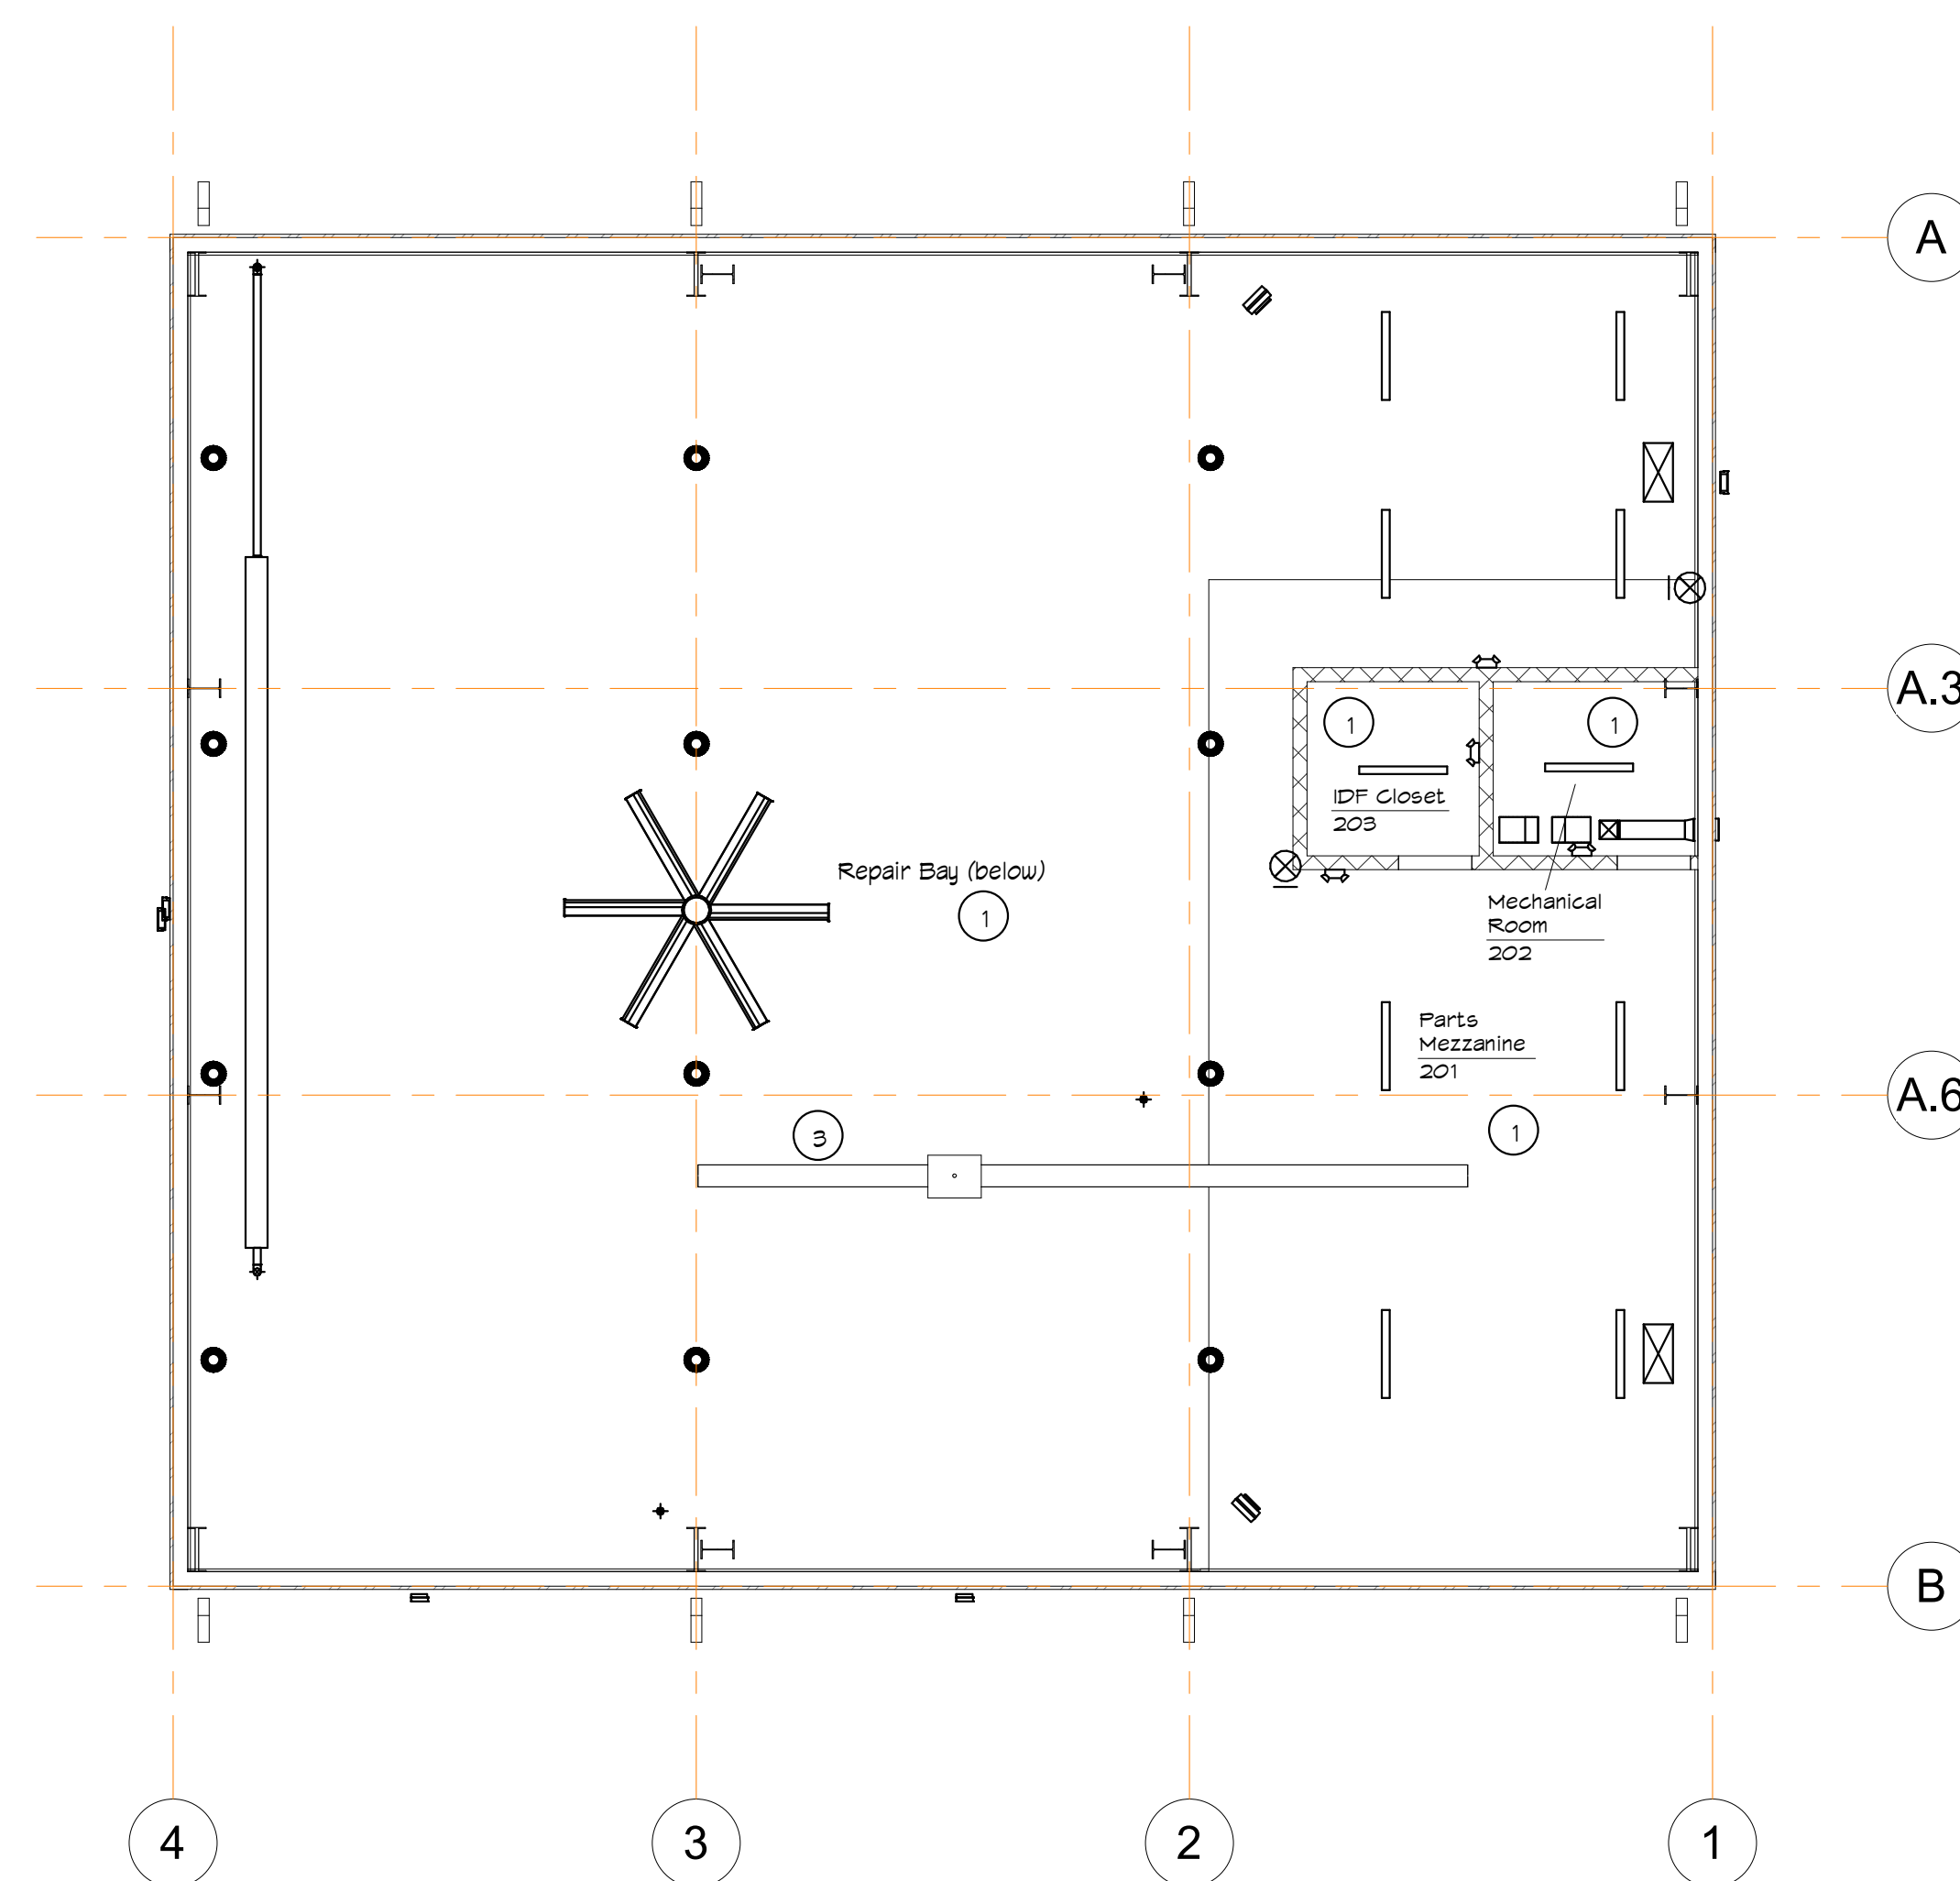 A
A.3
1
1
IDF Closet
203
Repair Bay (below)
1
Mechanical
Room
202
Parts
Mezzanine
201
A.6
3
1
B
4
3
2
1